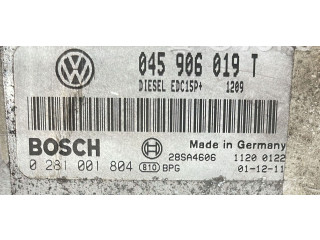 045 906 019 T
DIESEL EDC15P+ 1209
BOSCH
Made in Germany
28SA4606 1120 0122
0 281 001 804 B10 BPG 01-12-11